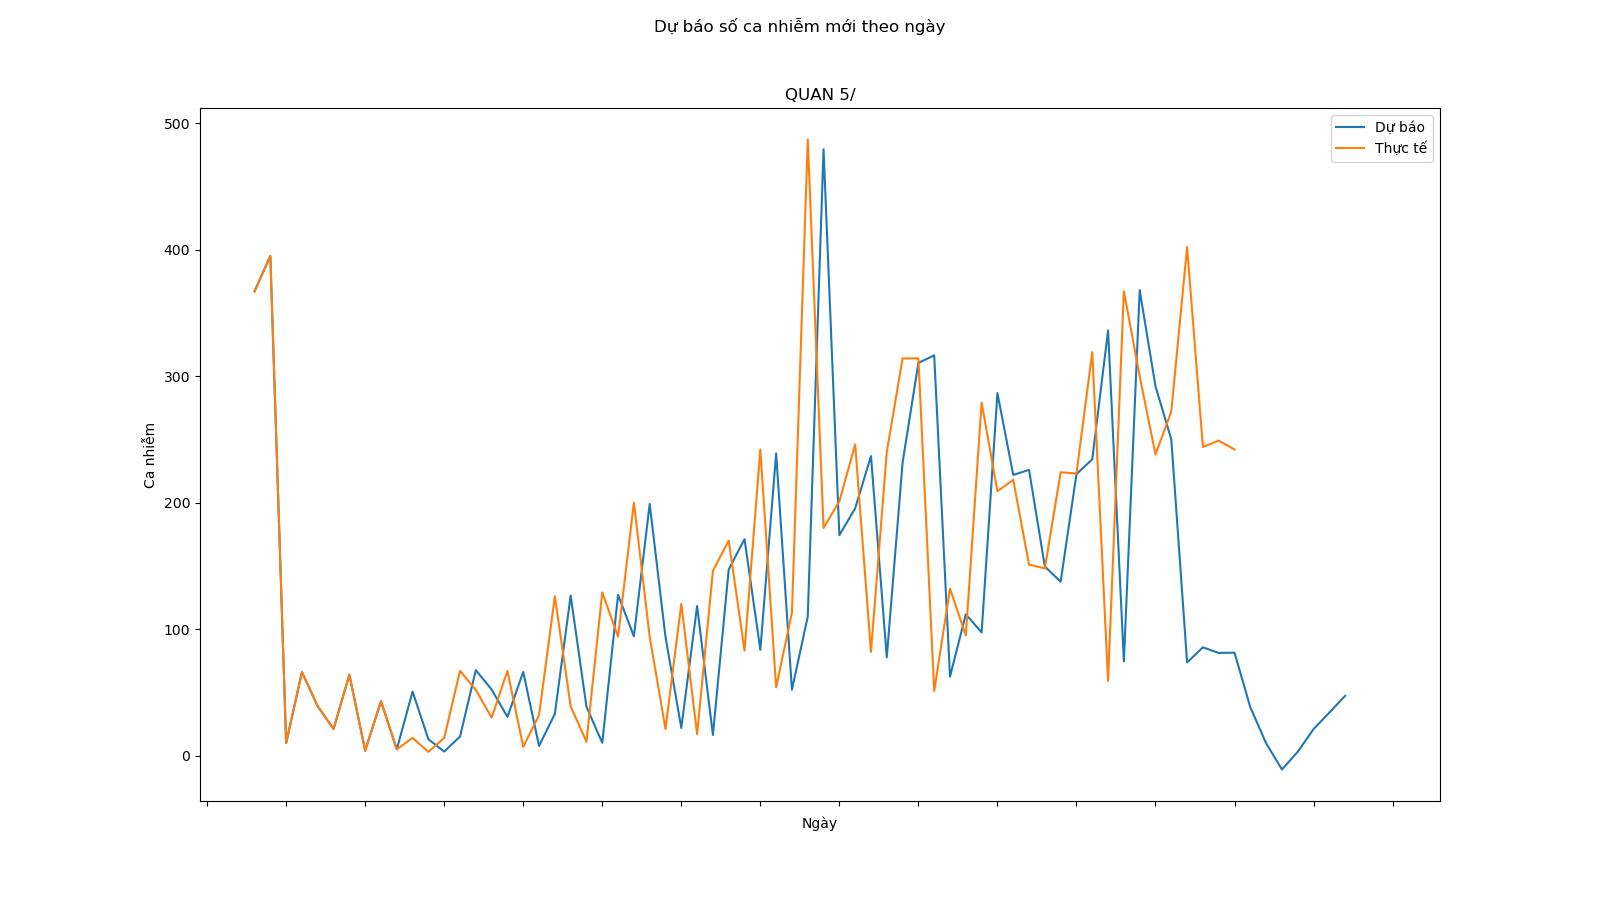 Dự báo số ca nhiễm mới theo ngày
QUAN 5/
500
400
300
200
100
0
Ca nhiễm
Ngày
Dự báo
Thực tế